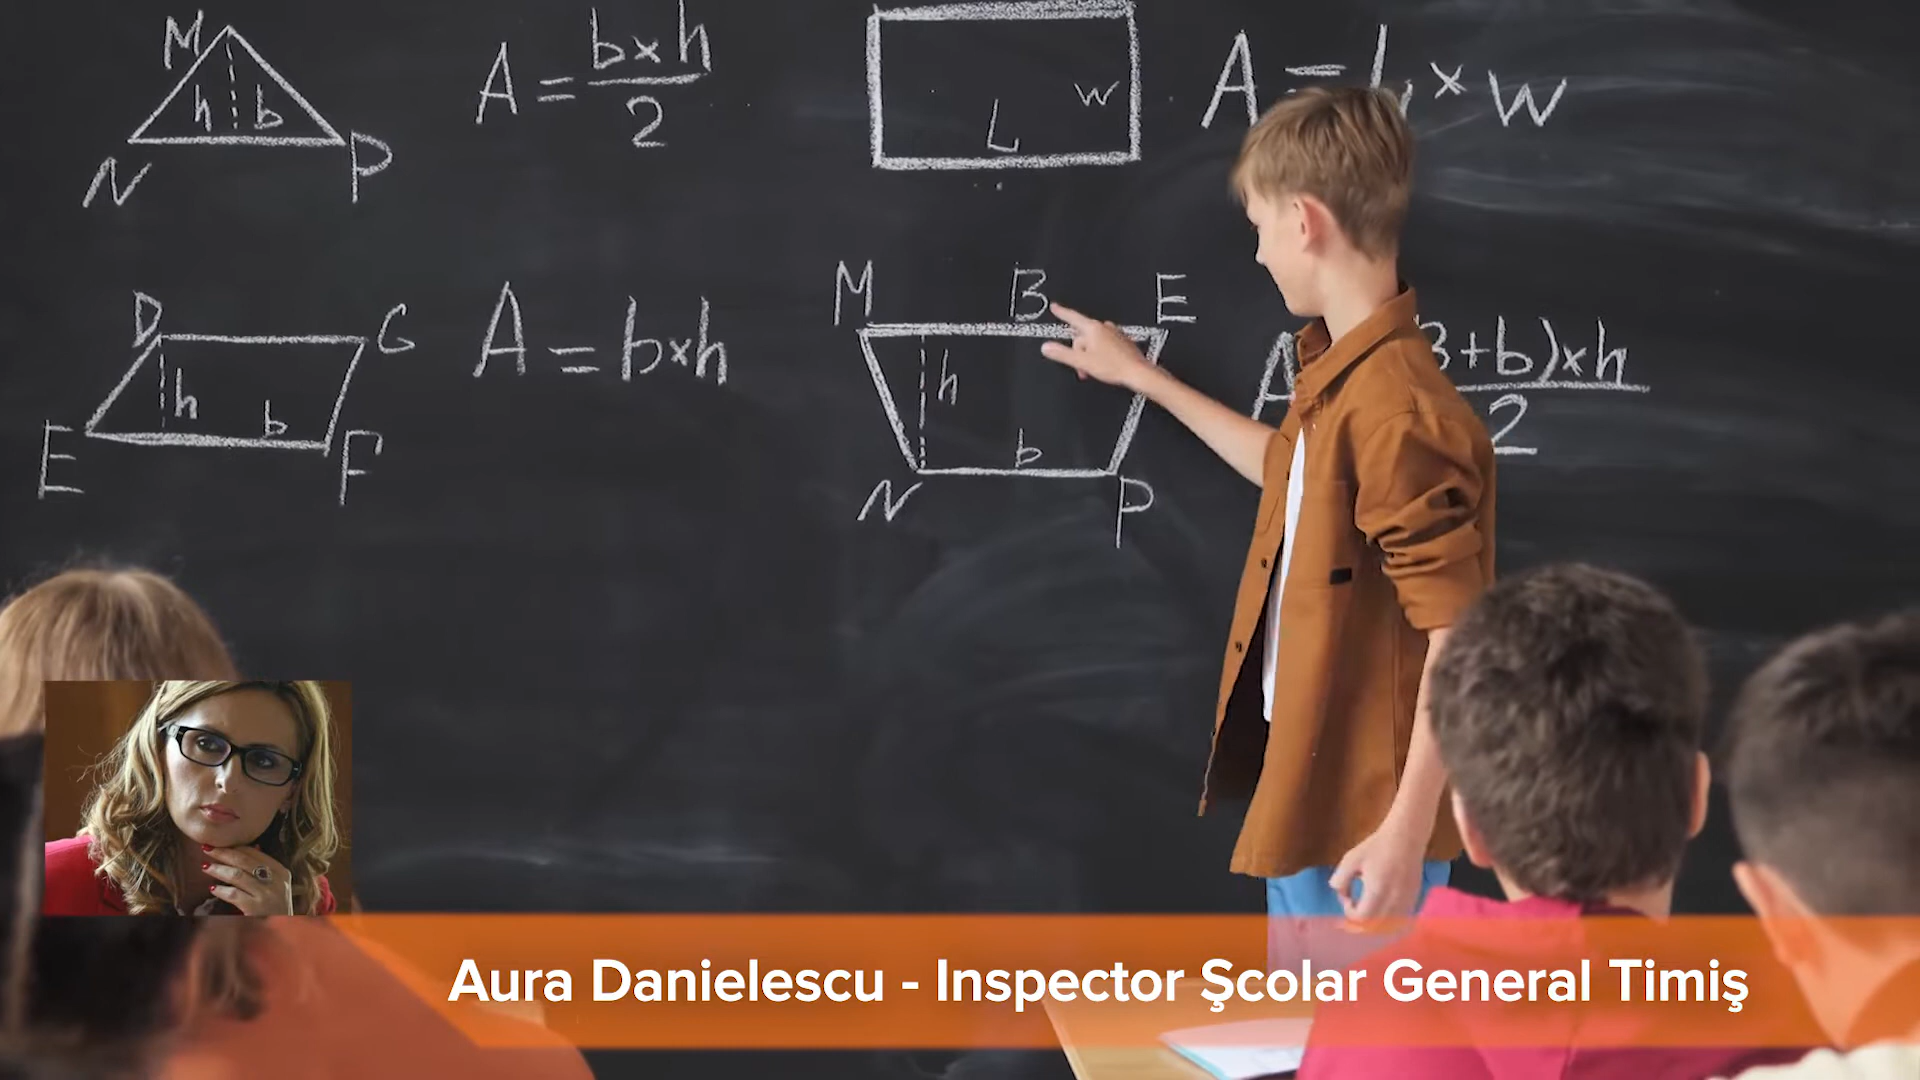 M
h b
N P
A = b×h / 2
L w
A = L × w
D G
h b
E F
A = b×h
M B E
h
b
N P
A B+b)×h / 2
Aura Danielescu - Inspector Şcolar General Timiş